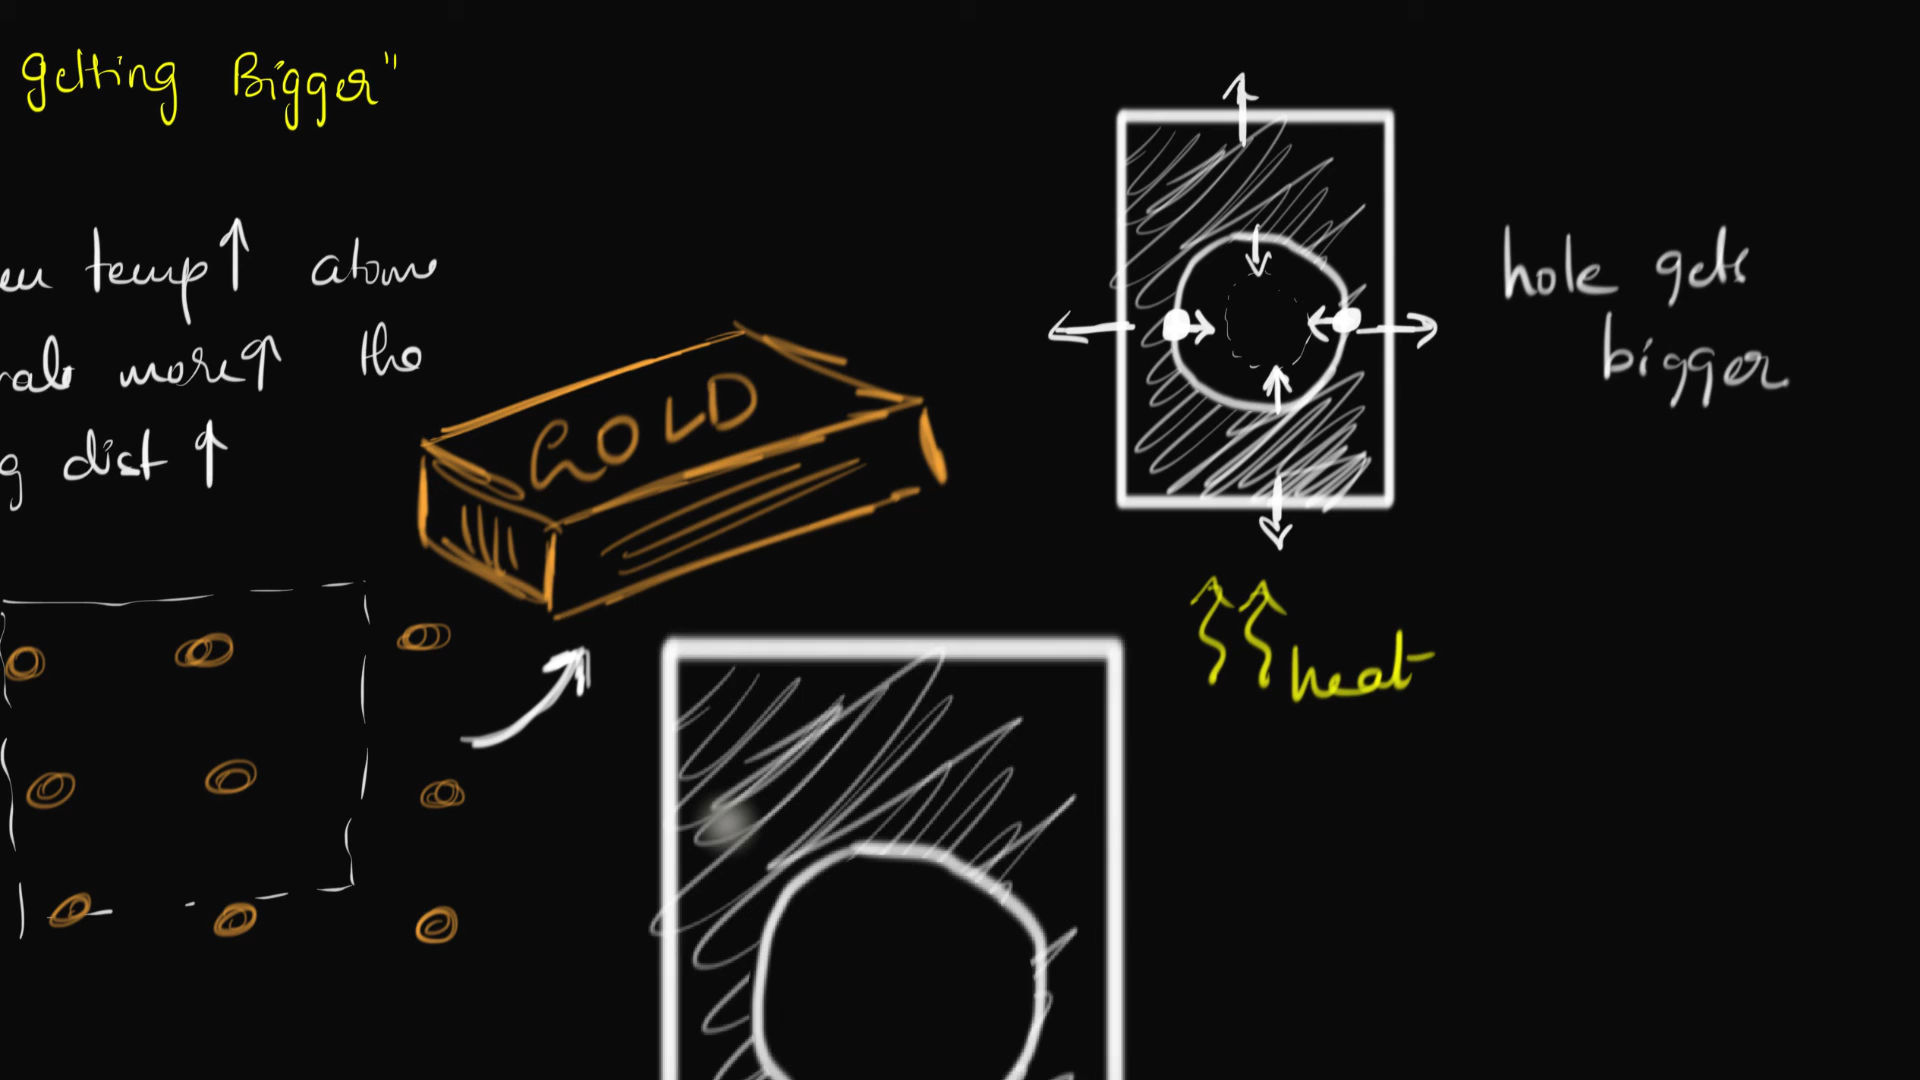 getting Bigger"
temp↑ atoms
more↑ the
dist↑
GOLD
hole gets
bigger
heat